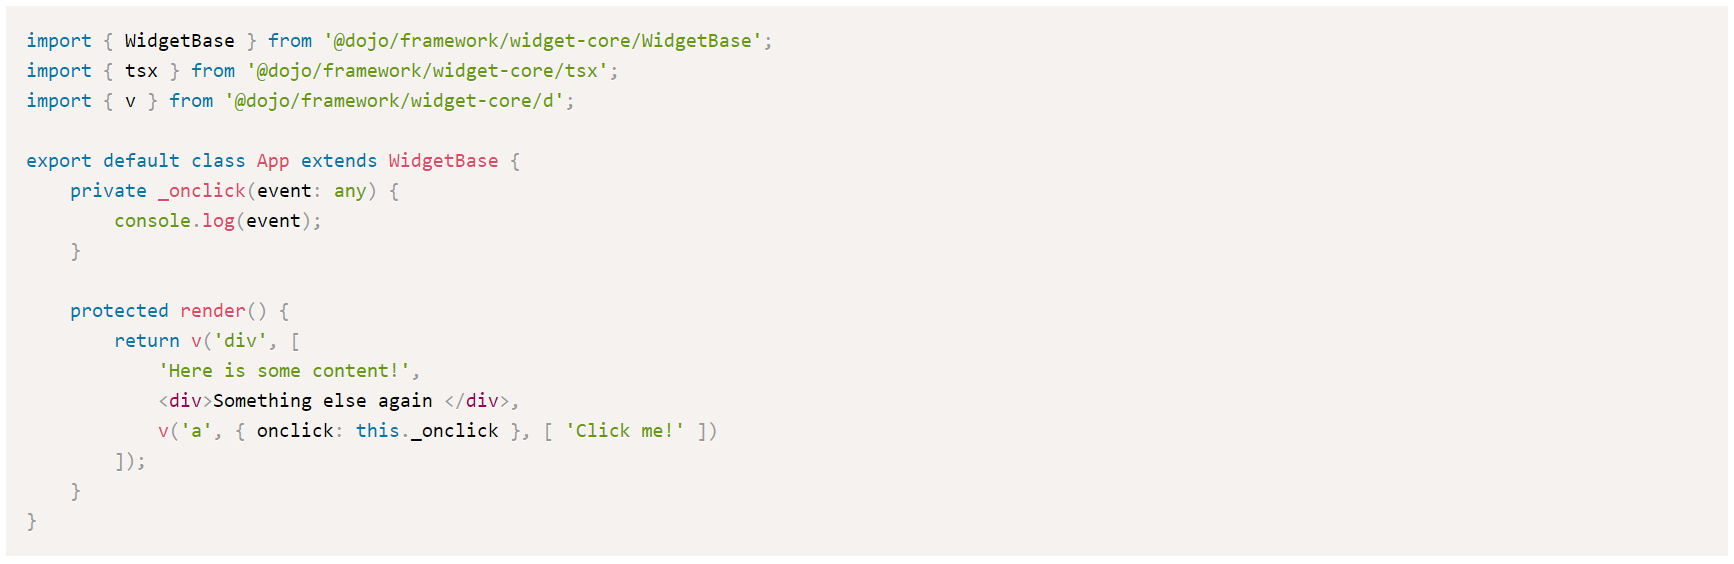 import { WidgetBase } from '@dojo/framework/widget-core/WidgetBase';
import { tsx } from '@dojo/framework/widget-core/tsx';
import { v } from '@dojo/framework/widget-core/d';

export default class App extends WidgetBase {
    private _onclick(event: any) {
        console.log(event);
    }

    protected render() {
        return v('div', [
            'Here is some content!',
            <div>Something else again </div>,
            v('a', { onclick: this._onclick }, [ 'Click me!' ])
        ]);
    }
}